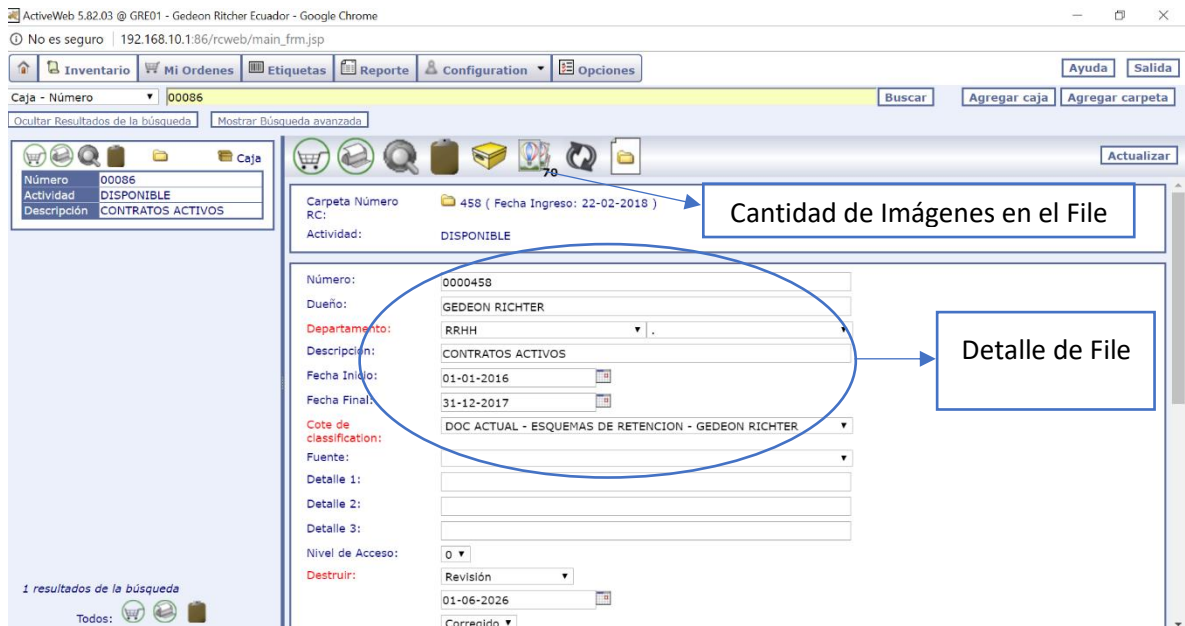 ActiveWeb 5.82.03 @ GRE01 - Gedeon Ritcher Ecuador - Google Chrome
No es seguro | 192.168.10.1:86/rcweb/main_frm.jsp
Inventario Mi Ordenes Etiquetas Reporte Configuration Opciones Ayuda Salida
Caja - Número 00086 Buscar Agregar caja Agregar carpeta
Ocultar Resultados de la búsqueda Mostrar Búsqueda avanzada
Caja
Número 00086
Actividad DISPONIBLE
Descripción CONTRATOS ACTIVOS
1 resultados de la búsqueda
Todos:
70
Actualizar
Carpeta Número RC: 458 ( Fecha Ingreso: 22-02-2018 )
Actividad: DISPONIBLE
Cantidad de Imágenes en el File
Número: 0000458
Dueño: GEDEON RICHTER
Departamento: RRHH .
Descripción: CONTRATOS ACTIVOS
Fecha Inicio: 01-01-2016
Fecha Final: 31-12-2017
Cote de classification: DOC ACTUAL - ESQUEMAS DE RETENCION - GEDEON RICHTER
Fuente:
Detalle 1:
Detalle 2:
Detalle 3:
Nivel de Acceso: 0
Destruir: Revisión
01-06-2026
Corregido
Detalle de File